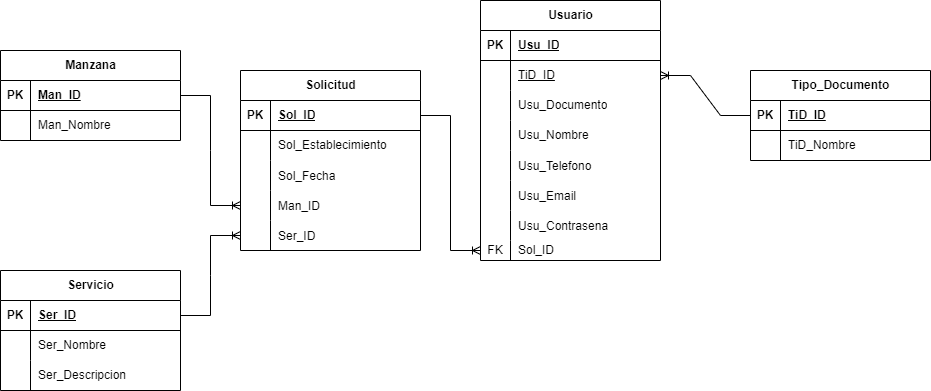 Manzana
PK Man_ID
Man_Nombre
Servicio
PK Ser_ID
Ser_Nombre
Ser_Descripcion
Solicitud
PK Sol_ID
Sol_Establecimiento
Sol_Fecha
Man_ID
Ser_ID
Usuario
PK Usu_ID
TiD_ID
Usu_Documento
Usu_Nombre
Usu_Telefono
Usu_Email
Usu_Contrasena
FK Sol_ID
Tipo_Documento
PK TiD_ID
TiD_Nombre